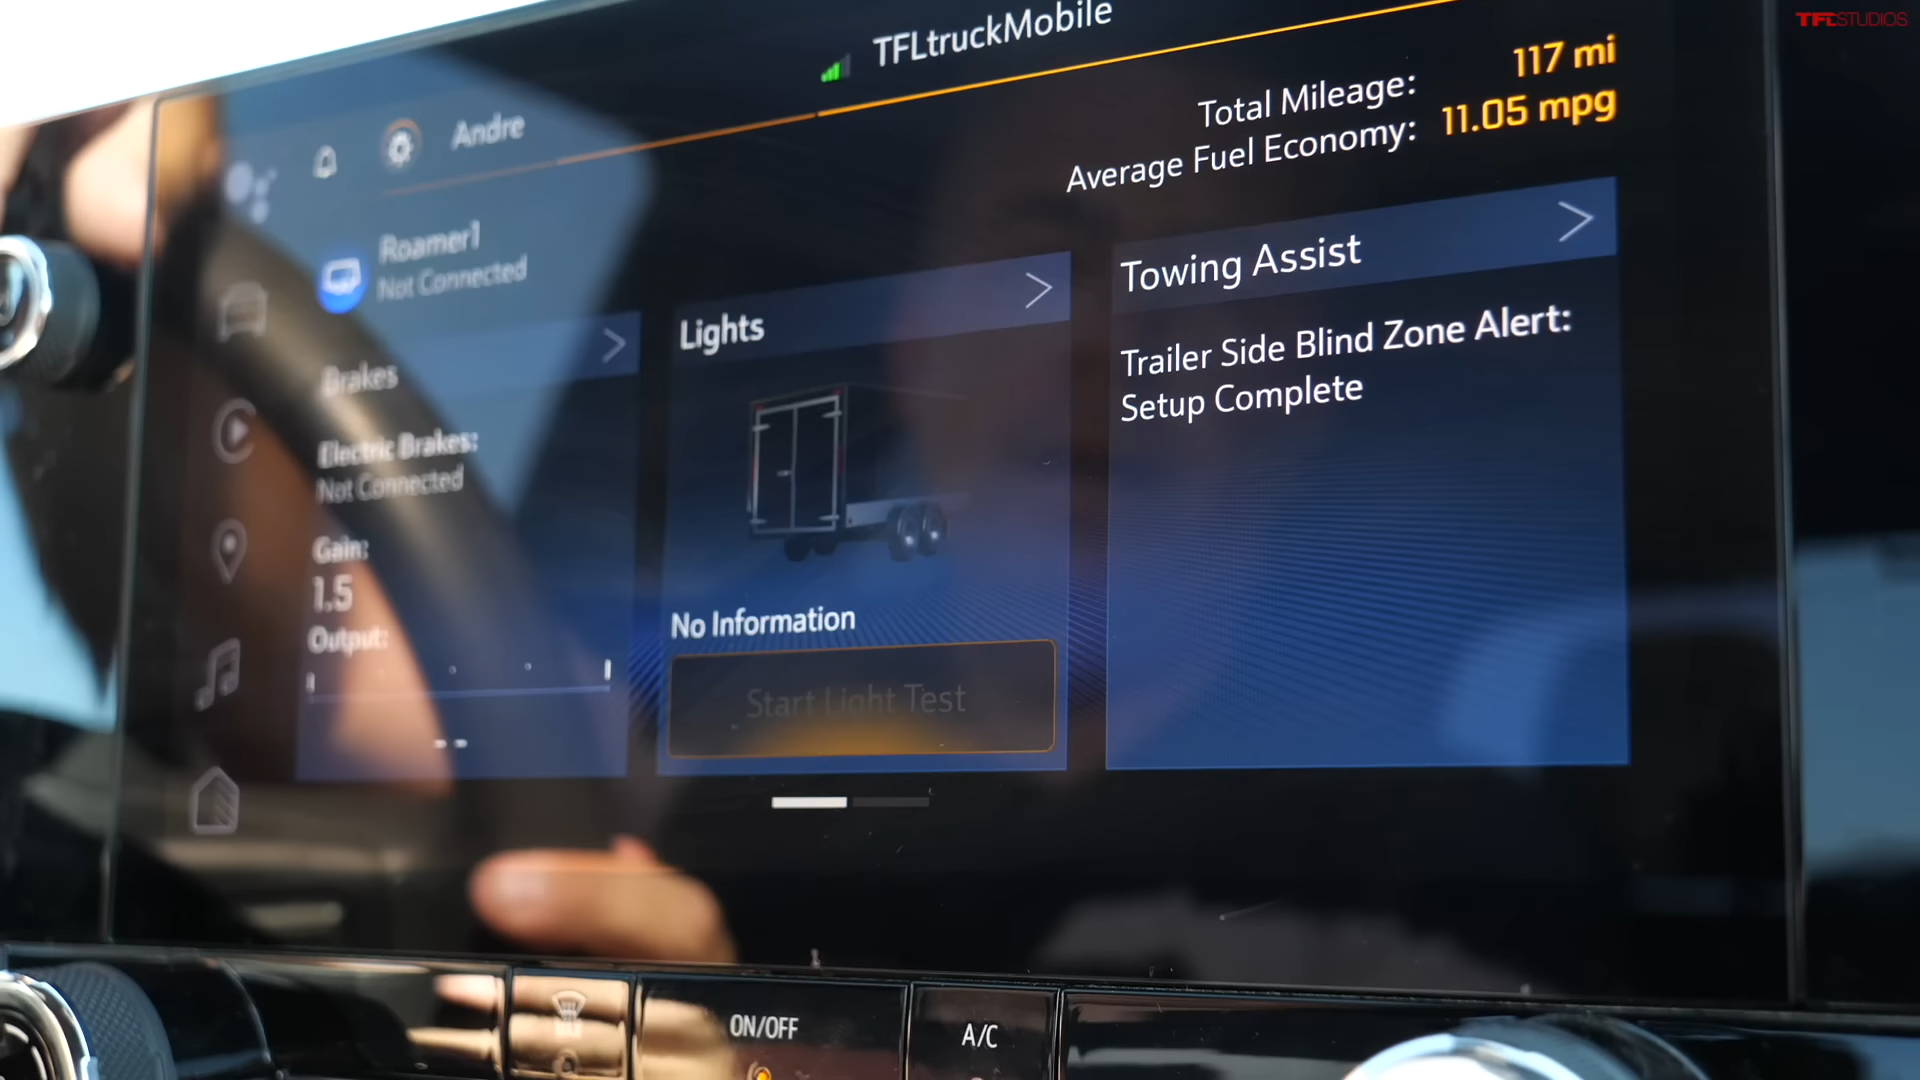 TFLSTUDIOS
TFLtruckMobile
Andre
Total Mileage: 117 mi
Average Fuel Economy: 11.05 mpg
Roamer1
Not Connected
Brakes
Electric Brakes:
Not Connected
Gain:
1.5
Output:
--
Lights
No Information
Start Light Test
Towing Assist
Trailer Side Blind Zone Alert:
Setup Complete
ON/OFF
A/C